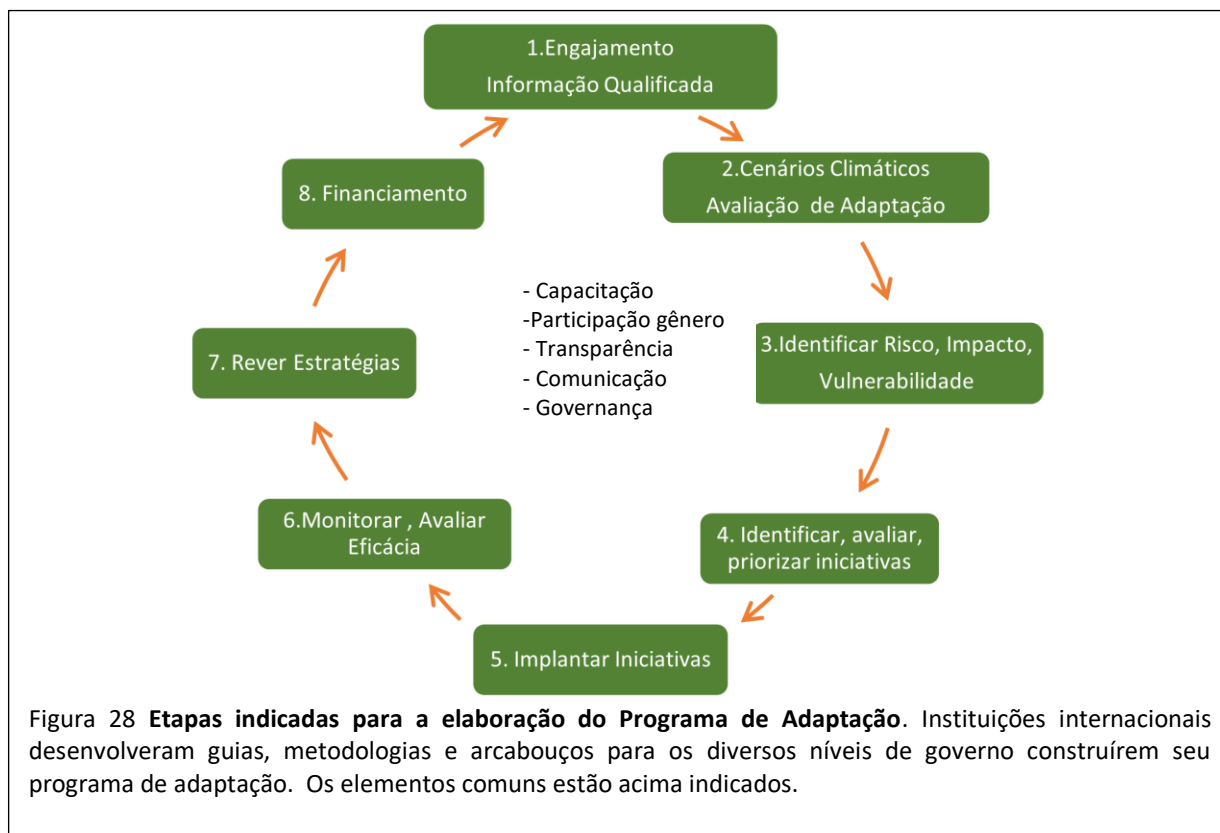 1.Engajamento
Informação Qualificada
2.Cenários Climáticos
Avaliação de Adaptação
3.Identificar Risco, Impacto,
Vulnerabilidade
4. Identificar, avaliar,
priorizar iniciativas
5. Implantar Iniciativas
6.Monitorar , Avaliar
Eficácia
7. Rever Estratégias
8. Financiamento
- Capacitação
-Participação gênero
- Transparência
- Comunicação
- Governança
Figura 28 Etapas indicadas para a elaboração do Programa de Adaptação. Instituições internacionais
desenvolveram guias, metodologias e arcabouços para os diversos níveis de governo construírem seu
programa de adaptação. Os elementos comuns estão acima indicados.